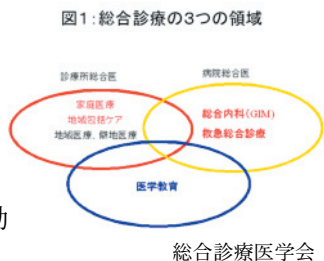 図1：総合診療の3つの領域
診療所総合医
病院総合医
家庭医療
地域包括ケア
地域医療、僻地医療
総合内科(GIM)
救急総合診療
医学教育
動
総合診療医学会